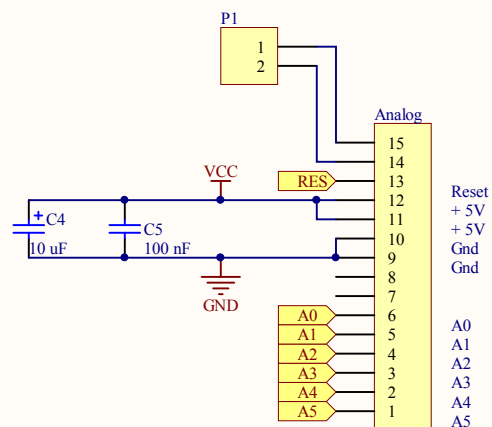 P1
1
2
Analog
15
14
RES 13
VCC
12
11
10
9
8
7
C4
10 uF
C5
100 nF
GND
A0 6
A1 5
A2 4
A3 3
A4 2
A5 1
Reset
+ 5V
+ 5V
Gnd
Gnd
A0
A1
A2
A3
A4
A5